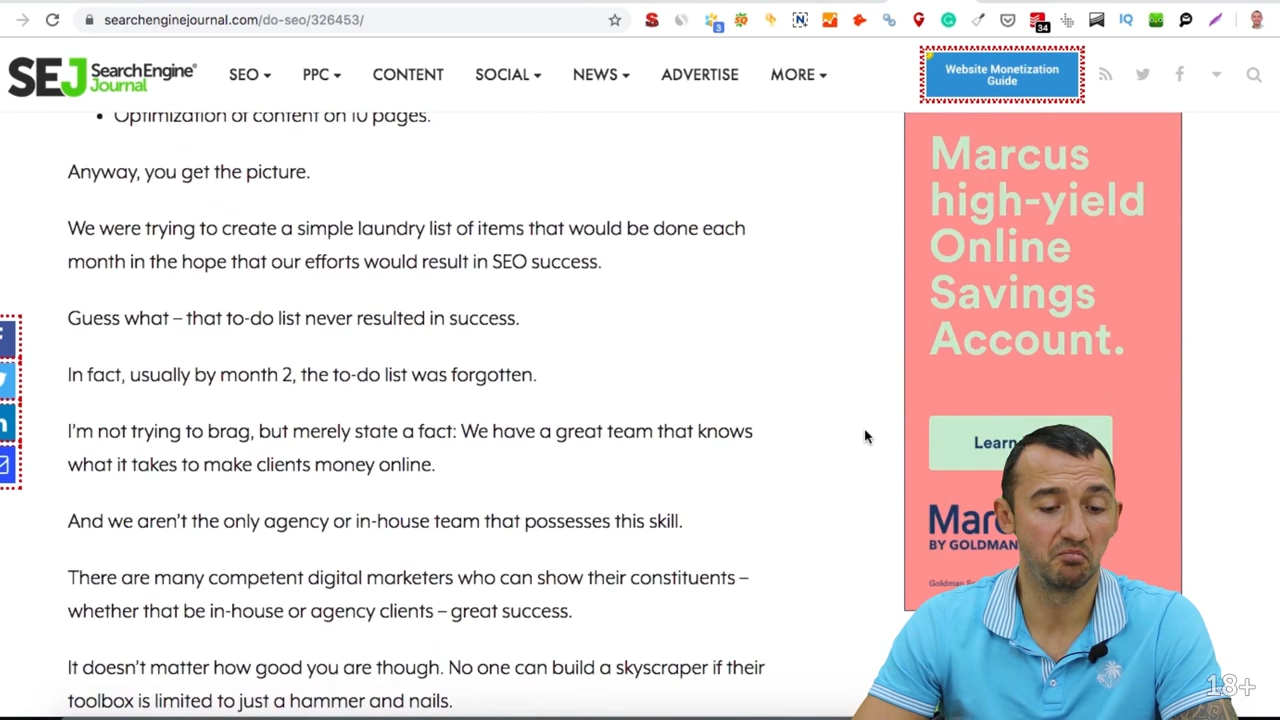 searchenginejournal.com/do-seo/326453/
3
34
IQ
SEJ Search Engine Journal
SEO PPC CONTENT SOCIAL NEWS ADVERTISE MORE
Website Monetization
Guide
Optimization of content on 10 pages.
Anyway, you get the picture.
We were trying to create a simple laundry list of items that would be done each
month in the hope that our efforts would result in SEO success.
Guess what – that to-do list never resulted in success.
In fact, usually by month 2, the to-do list was forgotten.
I'm not trying to brag, but merely state a fact: We have a great team that knows
what it takes to make clients money online.
And we aren't the only agency or in-house team that possesses this skill.
There are many competent digital marketers who can show their constituents –
whether that be in-house or agency clients – great success.
It doesn't matter how good you are though. No one can build a skyscraper if their
toolbox is limited to just a hammer and nails.
Marcus
high-yield
Online
Savings
Account.
Learn
Marc
BY GOLDMAN
Goldman
18+